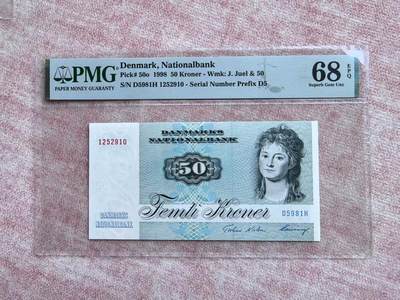 PMG
PAPER MONEY GUARANTY
Denmark, Nationalbank
Pick# 50o 1998 50 Kroner - Wmk: J. Juel & 50
S/N D5981H 1252910 - Serial Number Prefix D5
68 EPQ
Superb Gem Unc
DANMARKS
NATIONALBANK
1252910
50
Femti Kroner
DANMARKS
NATIONALBANK
D5981H